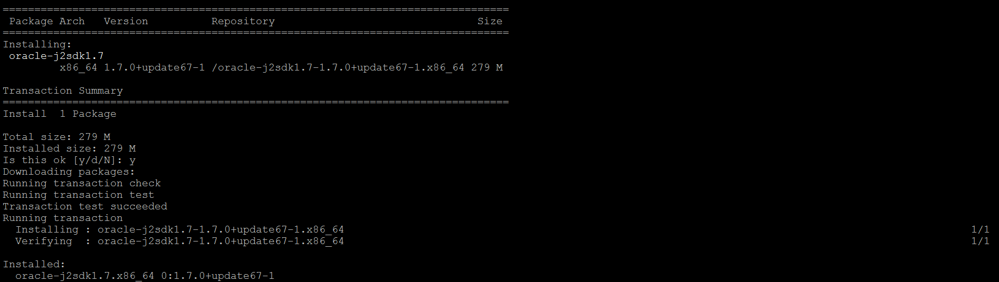 ================================================================================
 Package Arch   Version          Repository                                Size
================================================================================
Installing:
 oracle-j2sdk1.7
         x86_64 1.7.0+update67-1 /oracle-j2sdk1.7-1.7.0+update67-1.x86_64 279 M
Transaction Summary
================================================================================
Install  1 Package
Total size: 279 M
Installed size: 279 M
Is this ok [y/d/N]: y
Downloading packages:
Running transaction check
Running transaction test
Transaction test succeeded
Running transaction
  Installing : oracle-j2sdk1.7-1.7.0+update67-1.x86_64 1/1
  Verifying  : oracle-j2sdk1.7-1.7.0+update67-1.x86_64 1/1
Installed:
  oracle-j2sdk1.7.x86_64 0:1.7.0+update67-1